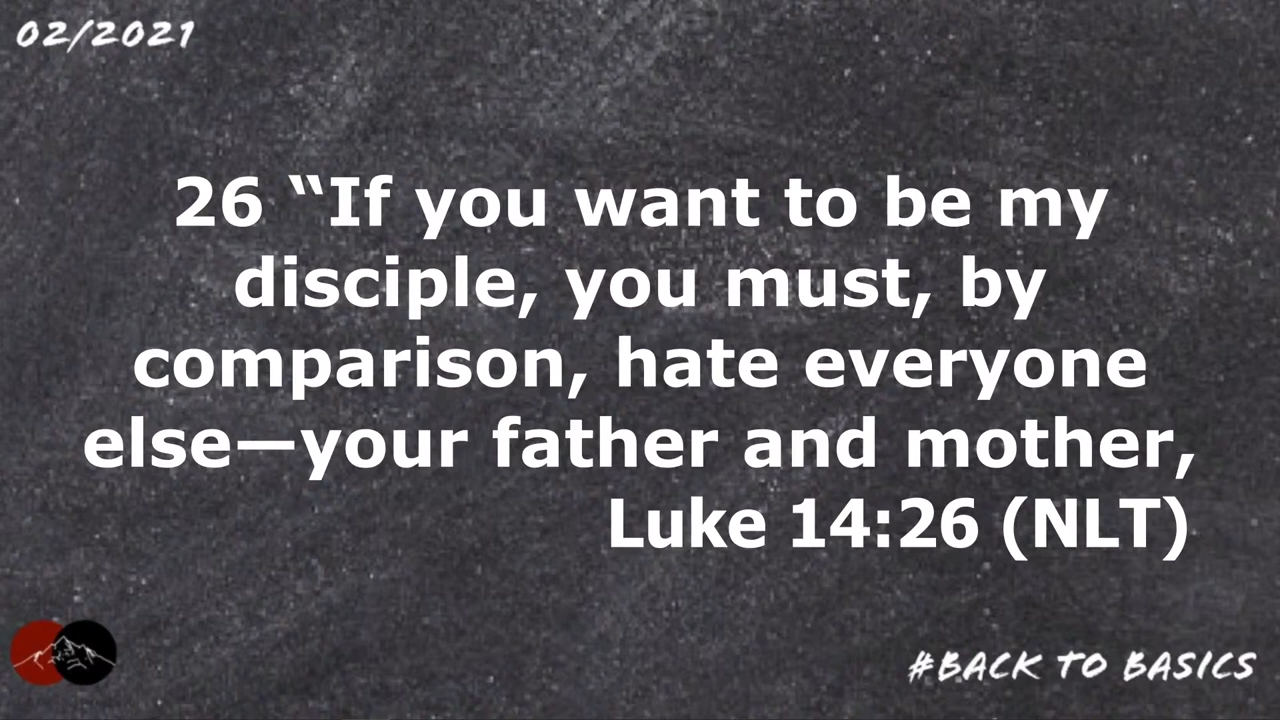 02/2021
26 “If you want to be my
disciple, you must, by
comparison, hate everyone
else—your father and mother,
Luke 14:26 (NLT)
#BACK TO BASICS